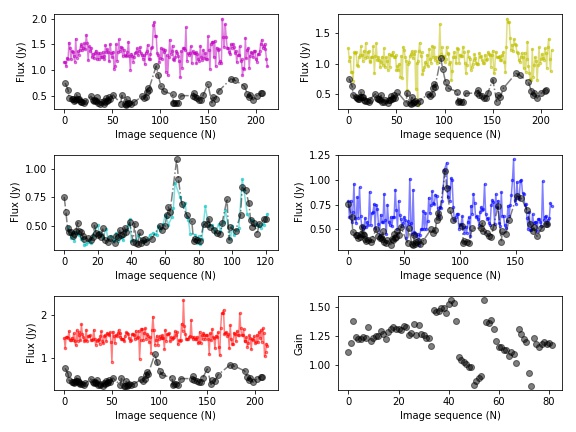 2.0
1.5
1.0
0.5
Flux (Jy)
0 50 100 150 200
Image sequence (N)
1.5
1.0
0.5
Flux (Jy)
0 50 100 150 200
Image sequence (N)
1.00
0.75
0.50
Flux (Jy)
0 20 40 60 80 100 120
Image sequence (N)
1.25
1.00
0.75
0.50
Flux (Jy)
0 50 100 150
Image sequence (N)
2
1
Flux (Jy)
0 50 100 150 200
Image sequence (N)
1.50
1.25
1.00
Gain
0 20 40 60 80
Image sequence (N)